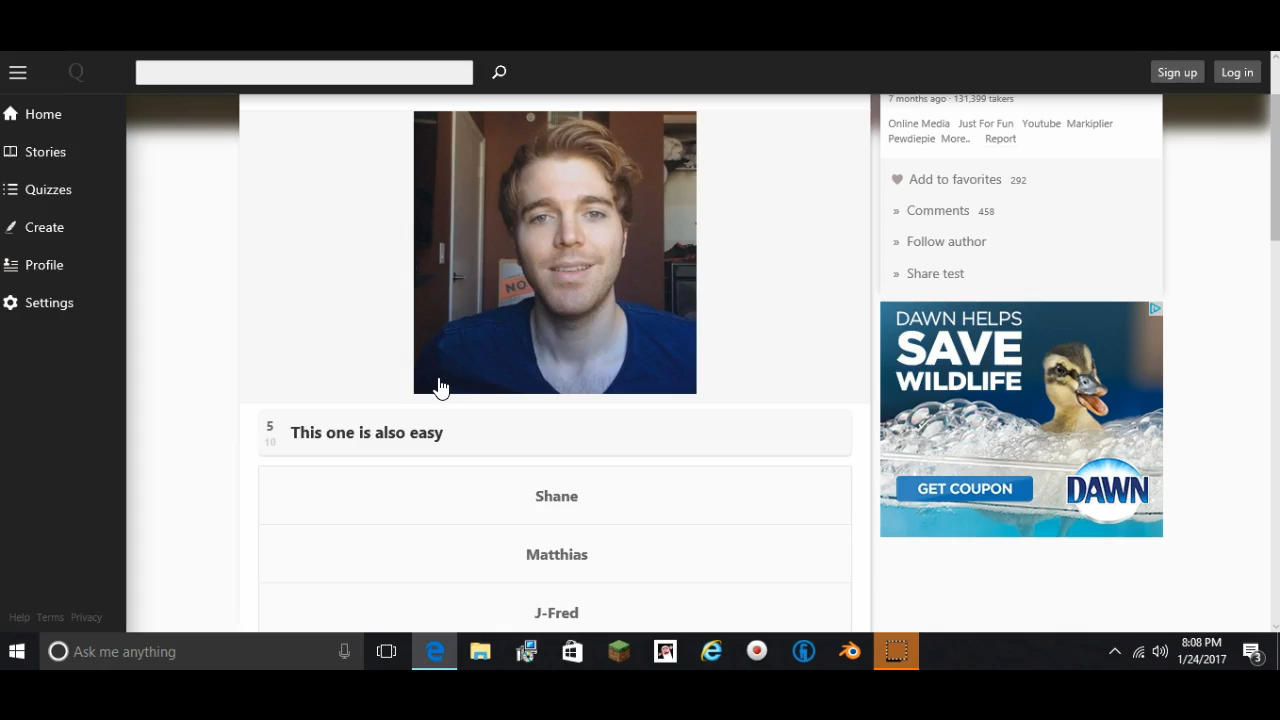 Q
Sign up
Log in
Home
Stories
Quizzes
Create
Profile
Settings
Help Terms Privacy
NO
5
10
This one is also easy
Shane
Matthias
J-Fred
7 months ago · 131,399 takers
Online Media Just For Fun Youtube Markiplier
Pewdiepie More.. Report
Add to favorites 292
» Comments 458
» Follow author
» Share test
DAWN HELPS
SAVE
WILDLIFE
GET COUPON
DAWN
Ask me anything
8:08 PM
1/24/2017
3